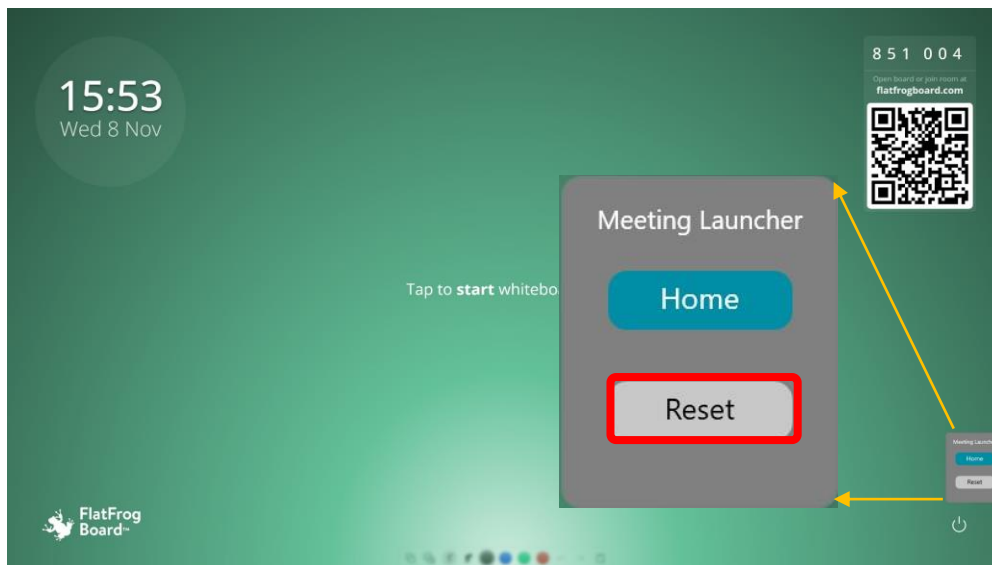 15:53
Wed 8 Nov
851 004
Open board or join room at
flatfrogboard.com
Meeting Launcher
Home
Reset
Tap to start whitebo
Meeting Launch
Home
Reset
FlatFrog
Board™